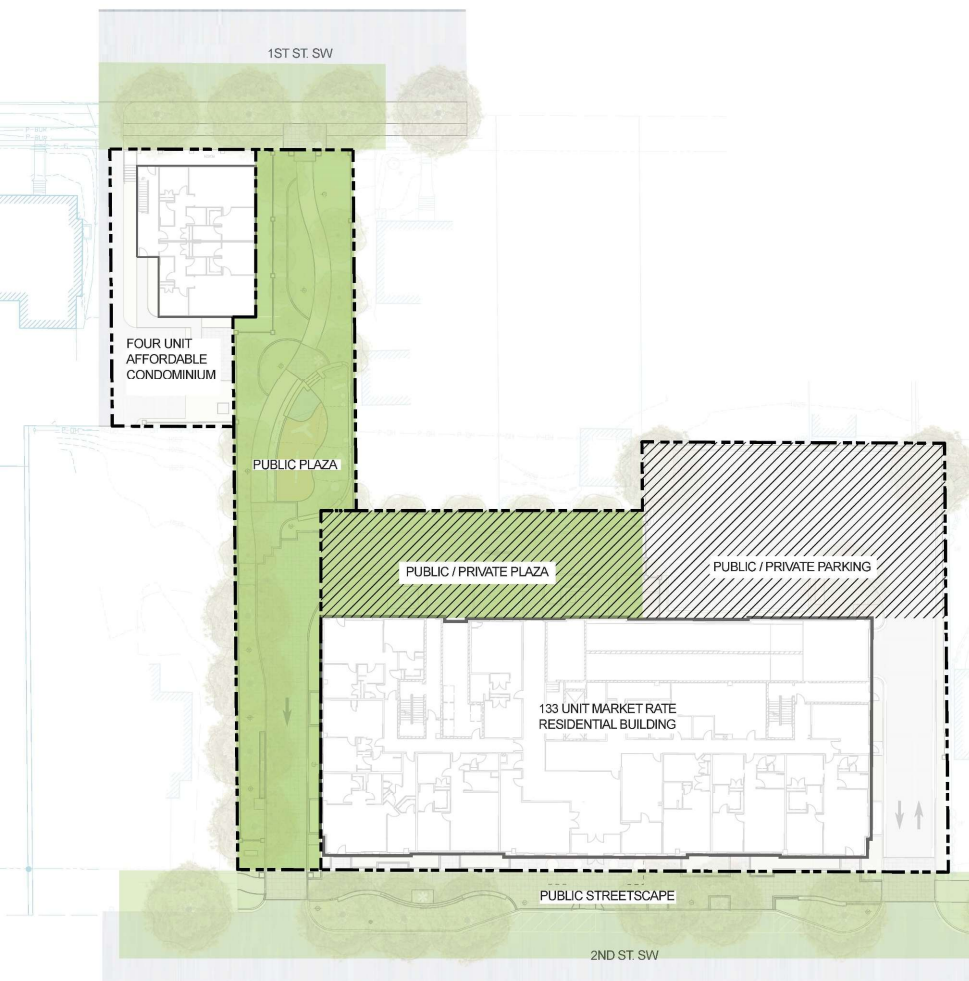 1ST ST. SW
FOUR UNIT
AFFORDABLE
CONDOMINIUM
PUBLIC PLAZA
PUBLIC / PRIVATE PLAZA
PUBLIC / PRIVATE PARKING
133 UNIT MARKET RATE
RESIDENTIAL BUILDING
PUBLIC STREETSCAPE
2ND ST. SW